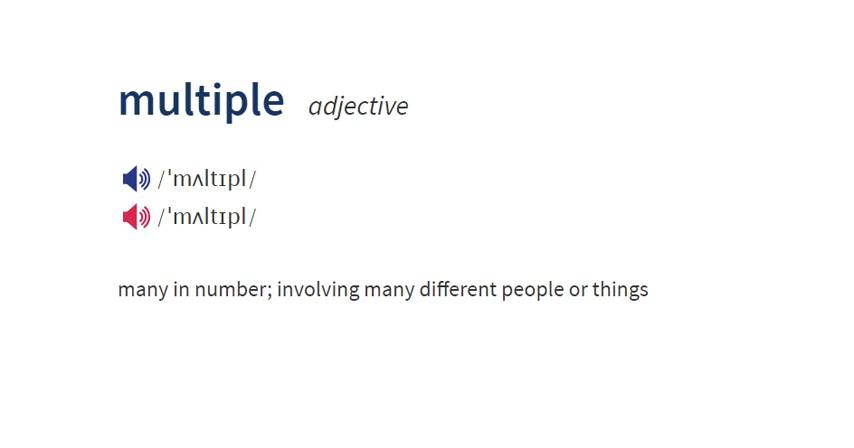 multiple adjective
/ˈmʌltɪpl/
/ˈmʌltɪpl/
many in number; involving many different people or things